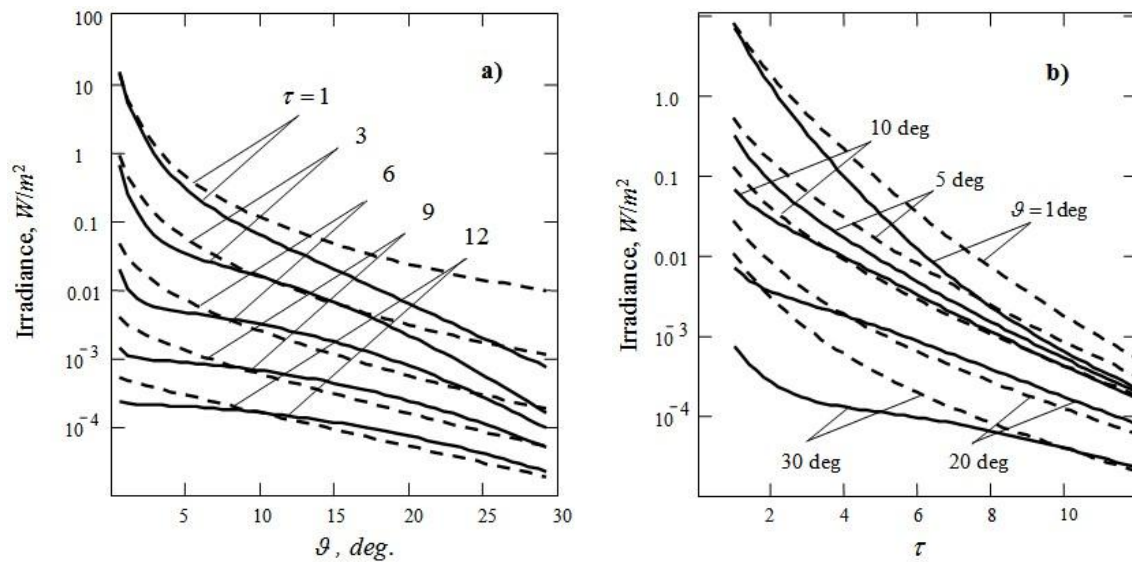 100
10
1
0.1
0.01
10⁻³
10⁻⁴
Irradiance, W/m²
a)
τ = 1
3
6
9
12
5 10 15 20 25 30
ϑ , deg.
1.0
0.1
0.01
10⁻³
10⁻⁴
Irradiance, W/m²
b)
10 deg
5 deg
ϑ = 1 deg
30 deg
20 deg
2 4 6 8 10
τ